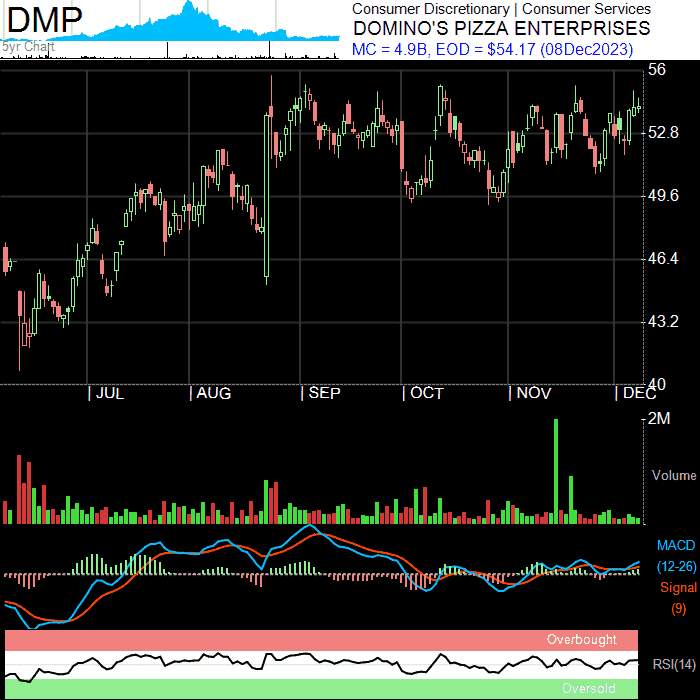 DMP
5yr Chart
Consumer Discretionary | Consumer Services
DOMINO'S PIZZA ENTERPRISES
MC = 4.9B, EOD = $54.17 (08Dec2023)
56
52.8
49.6
46.4
43.2
40
| JUL | AUG | SEP | OCT | NOV | DEC
2M
Volume
MACD
(12-26)
Signal
(9)
Overbought
RSI(14)
Oversold